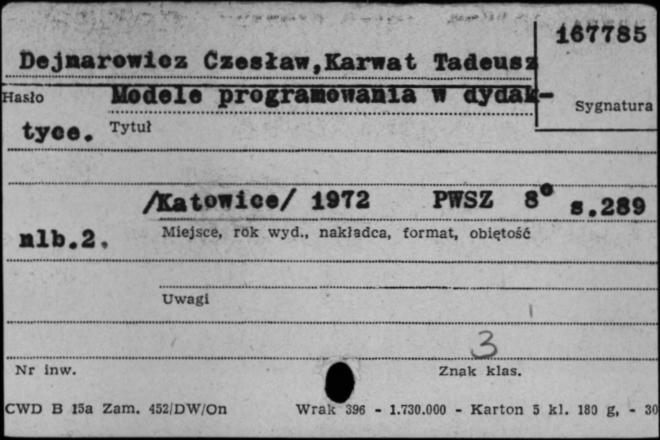 167785
Dejnarowicz Czesław,Karwat Tadeusz
Hasło Modele programowania w dydak- Sygnatura
tyce. Tytuł
/Katowice/ 1972 PWSZ 8° s.289
nlb.2. Miejsce, rok wyd., nakładca, format, obiętość
Uwagi
3
Nr inw. Znak klas.
CWD B 15a Zam. 452/DW/On Wrak 396 - 1.730.000 - Karton 5 kl. 180 g, - 30